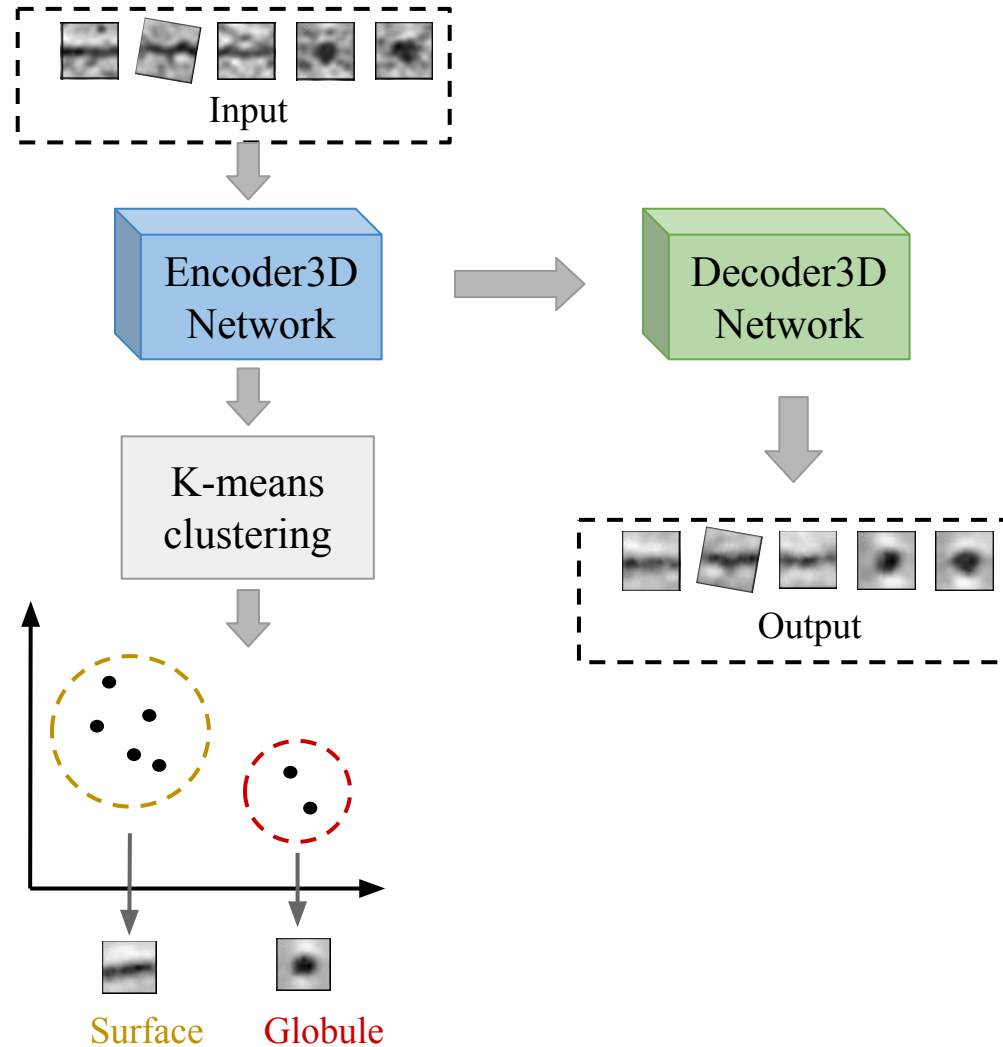 Input
Encoder3D
Network
Decoder3D
Network
K-means
clustering
Output
Surface
Globule